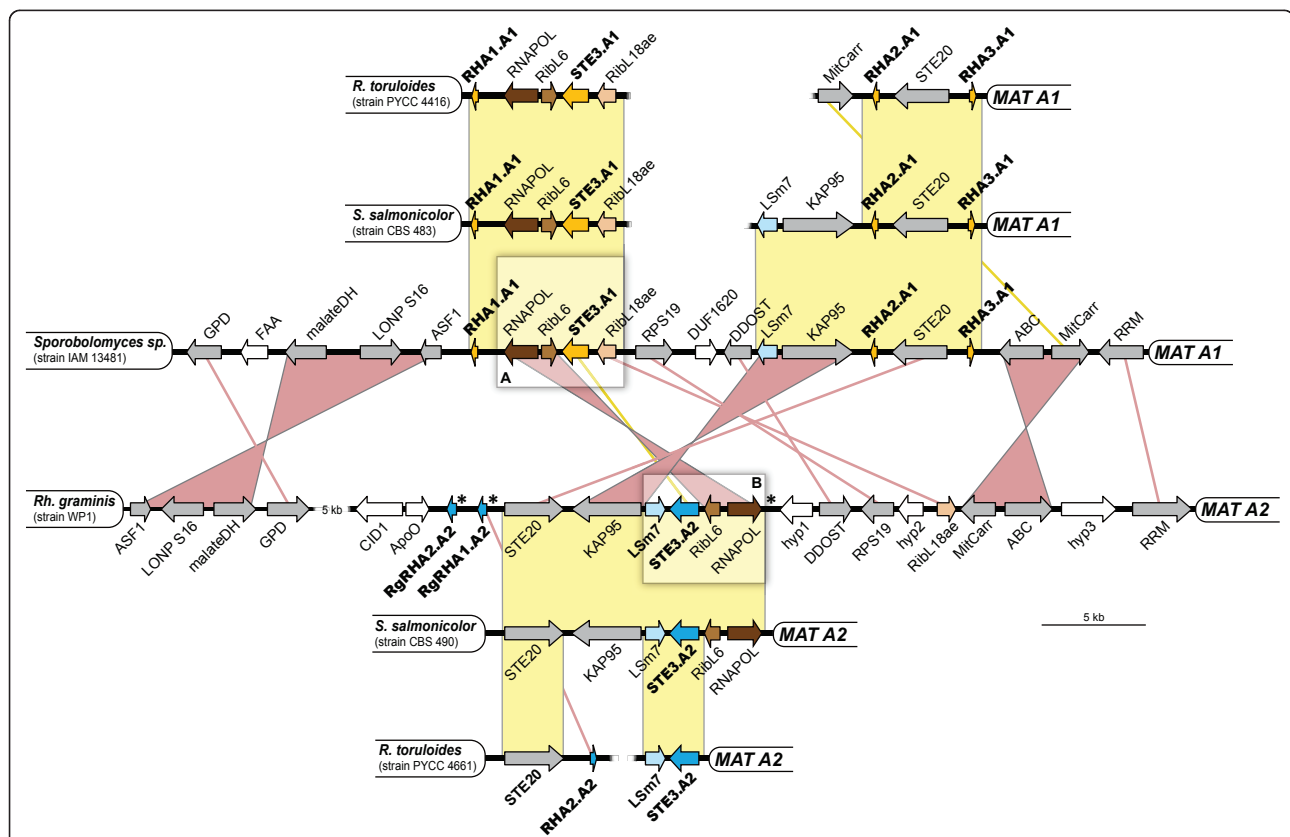 RHA1.A1 RNAPOL RibL6 STE3.A1 RibL18ae MitCarr RHA2.A1 STE20 RHA3.A1
R. toruloides
(strain PYCC 4416)
MAT A1
RHA1.A1 RNAPOL RibL6 STE3.A1 RibL18ae LSm7 KAP95 RHA2.A1 STE20 RHA3.A1
S. salmonicolor
(strain CBS 483)
MAT A1
GPD FAA malateDH LONP S16 ASF1 RHA1.A1 RNAPOL RibL6 STE3.A1 RibL18ae RPS19 DUF1620 DDOST LSm7 KAP95 RHA2.A1 STE20 RHA3.A1 ABC MitCarr RRM
Sporobolomyces sp.
(strain IAM 13481)
MAT A1
A
B
* * *
Rh. graminis
(strain WP1)
5 kb
MAT A2
ASF1 LONP S16 malateDH GPD CID1 ApoO RgRHA2.A2 RgRHA1.A2 STE20 KAP95 LSm7 STE3.A2 RibL6 RNAPOL hyp1 DDOST RPS19 hyp2 RibL18ae MitCarr ABC hyp3 RRM
5 kb
S. salmonicolor
(strain CBS 490)
MAT A2
STE20 KAP95 LSm7 STE3.A2 RibL6 RNAPOL
R. toruloides
(strain PYCC 4661)
MAT A2
STE20 RHA2.A2 LSm7 STE3.A2